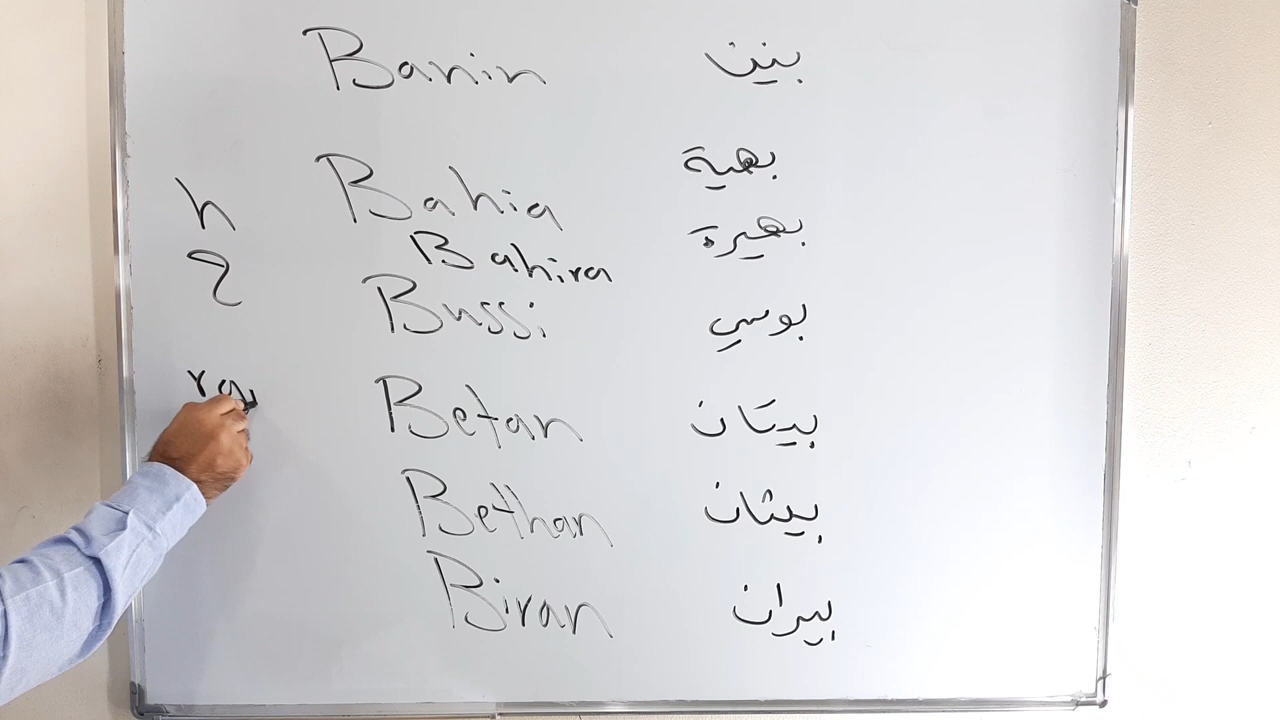 Banin بنين
Bahia بهية
h
Bahira بهيرة
Bussi بوسي
Betan بيتان
Bethan بيثان
Biran بيران